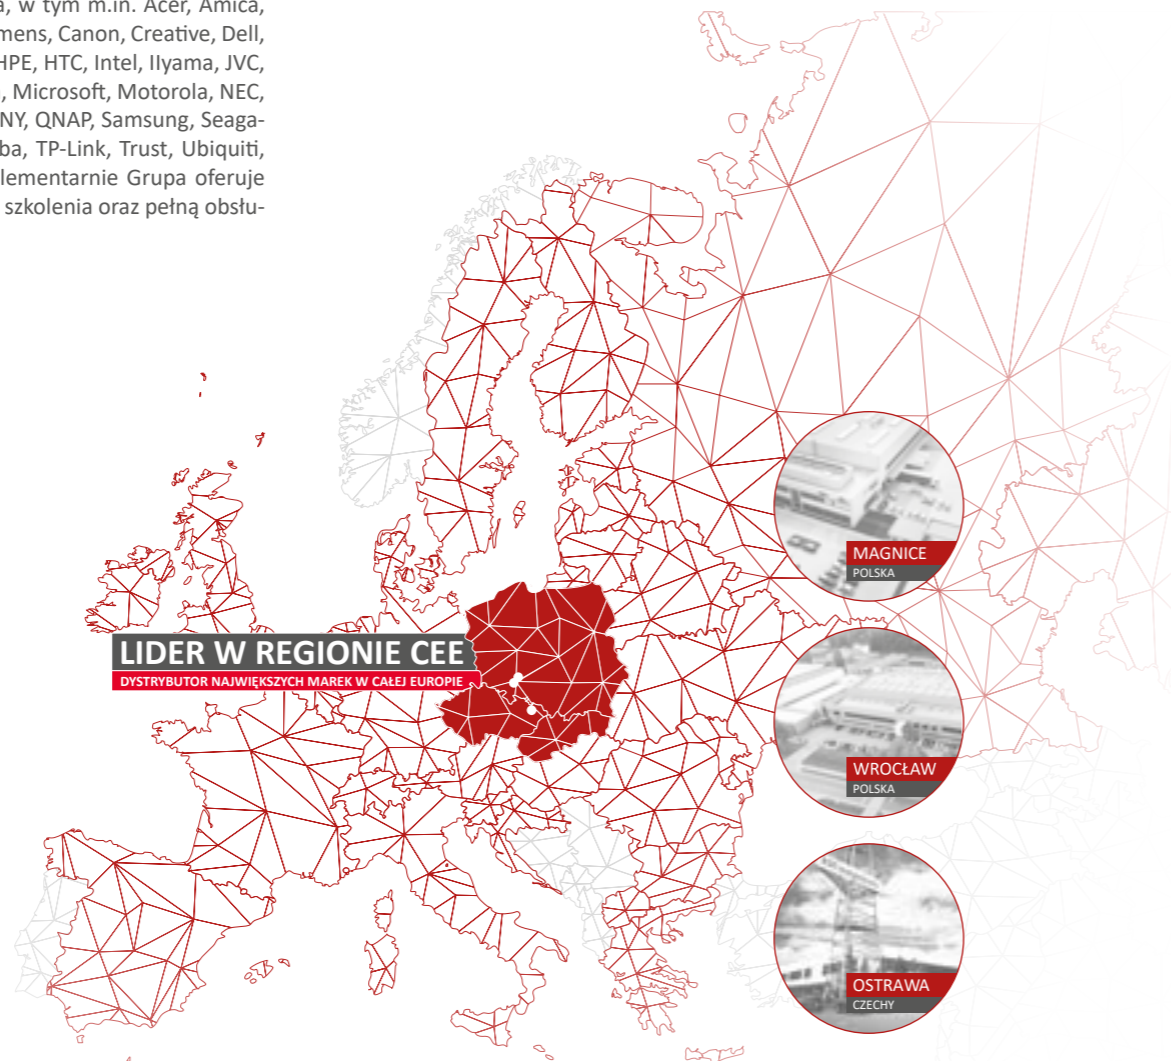 a, w tym m.in. Acer, Amica,
mens, Canon, Creative, Dell,
HPE, HTC, Intel, IIyama, JVC,
, Microsoft, Motorola, NEC,
NY, QNAP, Samsung, Seaga-
ba, TP-Link, Trust, Ubiquiti,
lementarnie Grupa oferuje
szkolenia oraz pełną obsłu-
MAGNICE
POLSKA
LIDER W REGIONIE CEE
DYSTRYBUTOR NAJWIĘKSZYCH MAREK W CAŁEJ EUROPIE
WROCŁAW
POLSKA
OSTRAWA
CZECHY